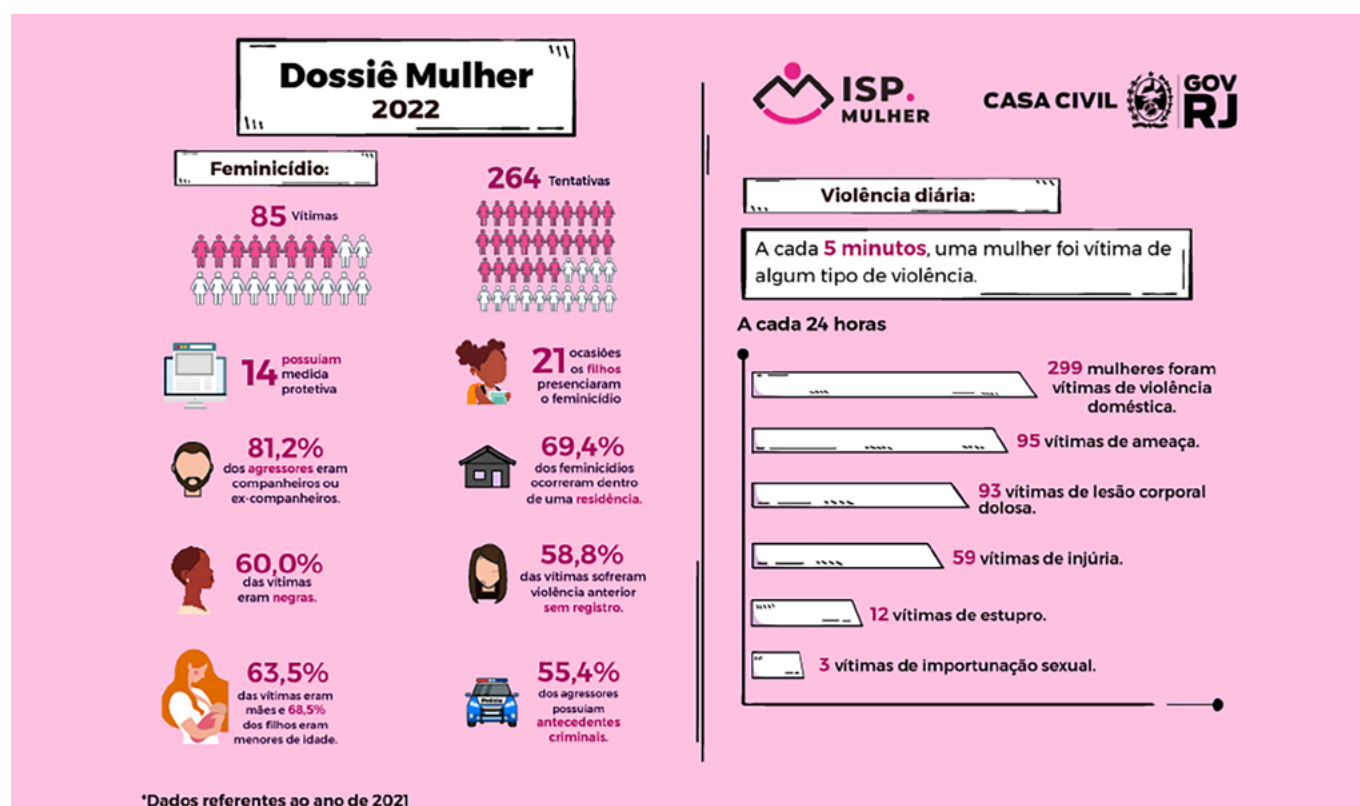 Dossiê Mulher
2022
Feminicídio:
85 Vítimas
264 Tentativas
14 possuíam
medida
protetiva
21 ocasiões
os filhos
presenciaram
o feminicídio
81,2%
dos agressores eram
companheiros ou
ex-companheiros.
69,4%
dos feminicídios
ocorreram dentro
de uma residência.
60,0%
das vítimas
eram negras.
58,8%
das vítimas sofreram
violência anterior
sem registro.
63,5%
das vítimas eram
mães e 68,5%
dos filhos eram
menores de idade.
Polícia
55,4%
dos agressores
possuíam
antecedentes
criminais.
*Dados referentes ao ano de 2021
ISP.
MULHER
CASA CIVIL
GOV
RJ
Violência diária:
A cada 5 minutos, uma mulher foi vítima de
algum tipo de violência.
A cada 24 horas
299 mulheres foram
vítimas de violência
doméstica.
95 vítimas de ameaça.
93 vítimas de lesão corporal
dolosa.
59 vítimas de injúria.
12 vítimas de estupro.
3 vítimas de importunação sexual.